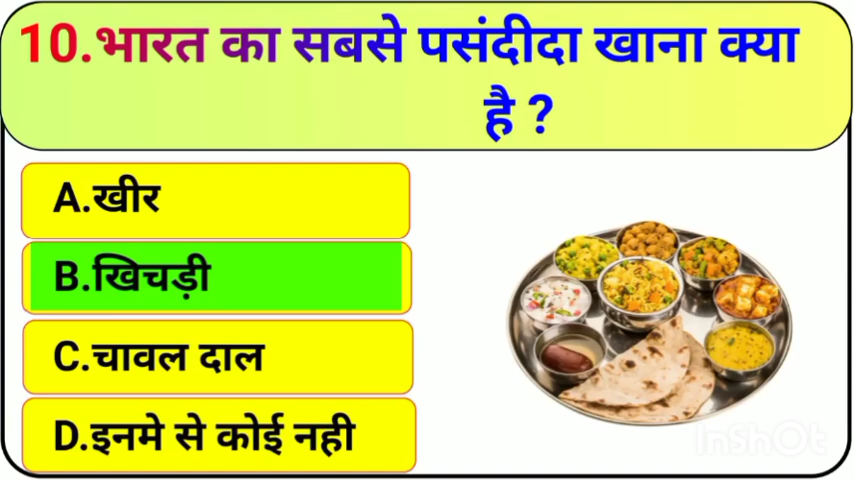 10.भारत का सबसे पसंदीदा खाना क्या
है ?
A.खीर
B.खिचड़ी
C.चावल दाल
D.इनमे से कोई नही
InShOt